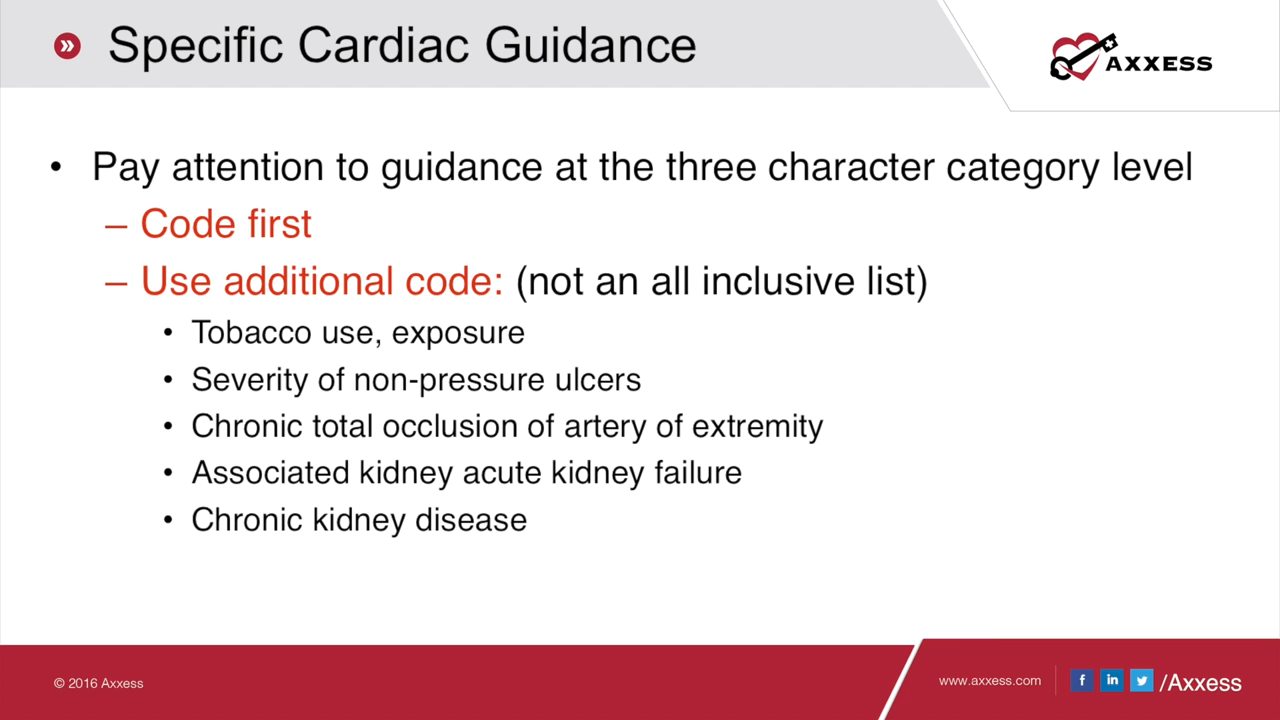 Specific Cardiac Guidance
AXXESS
• Pay attention to guidance at the three character category level
– Code first
– Use additional code: (not an all inclusive list)
• Tobacco use, exposure
• Severity of non-pressure ulcers
• Chronic total occlusion of artery of extremity
• Associated kidney acute kidney failure
• Chronic kidney disease
© 2016 Axxess
www.axxess.com
/Axxess